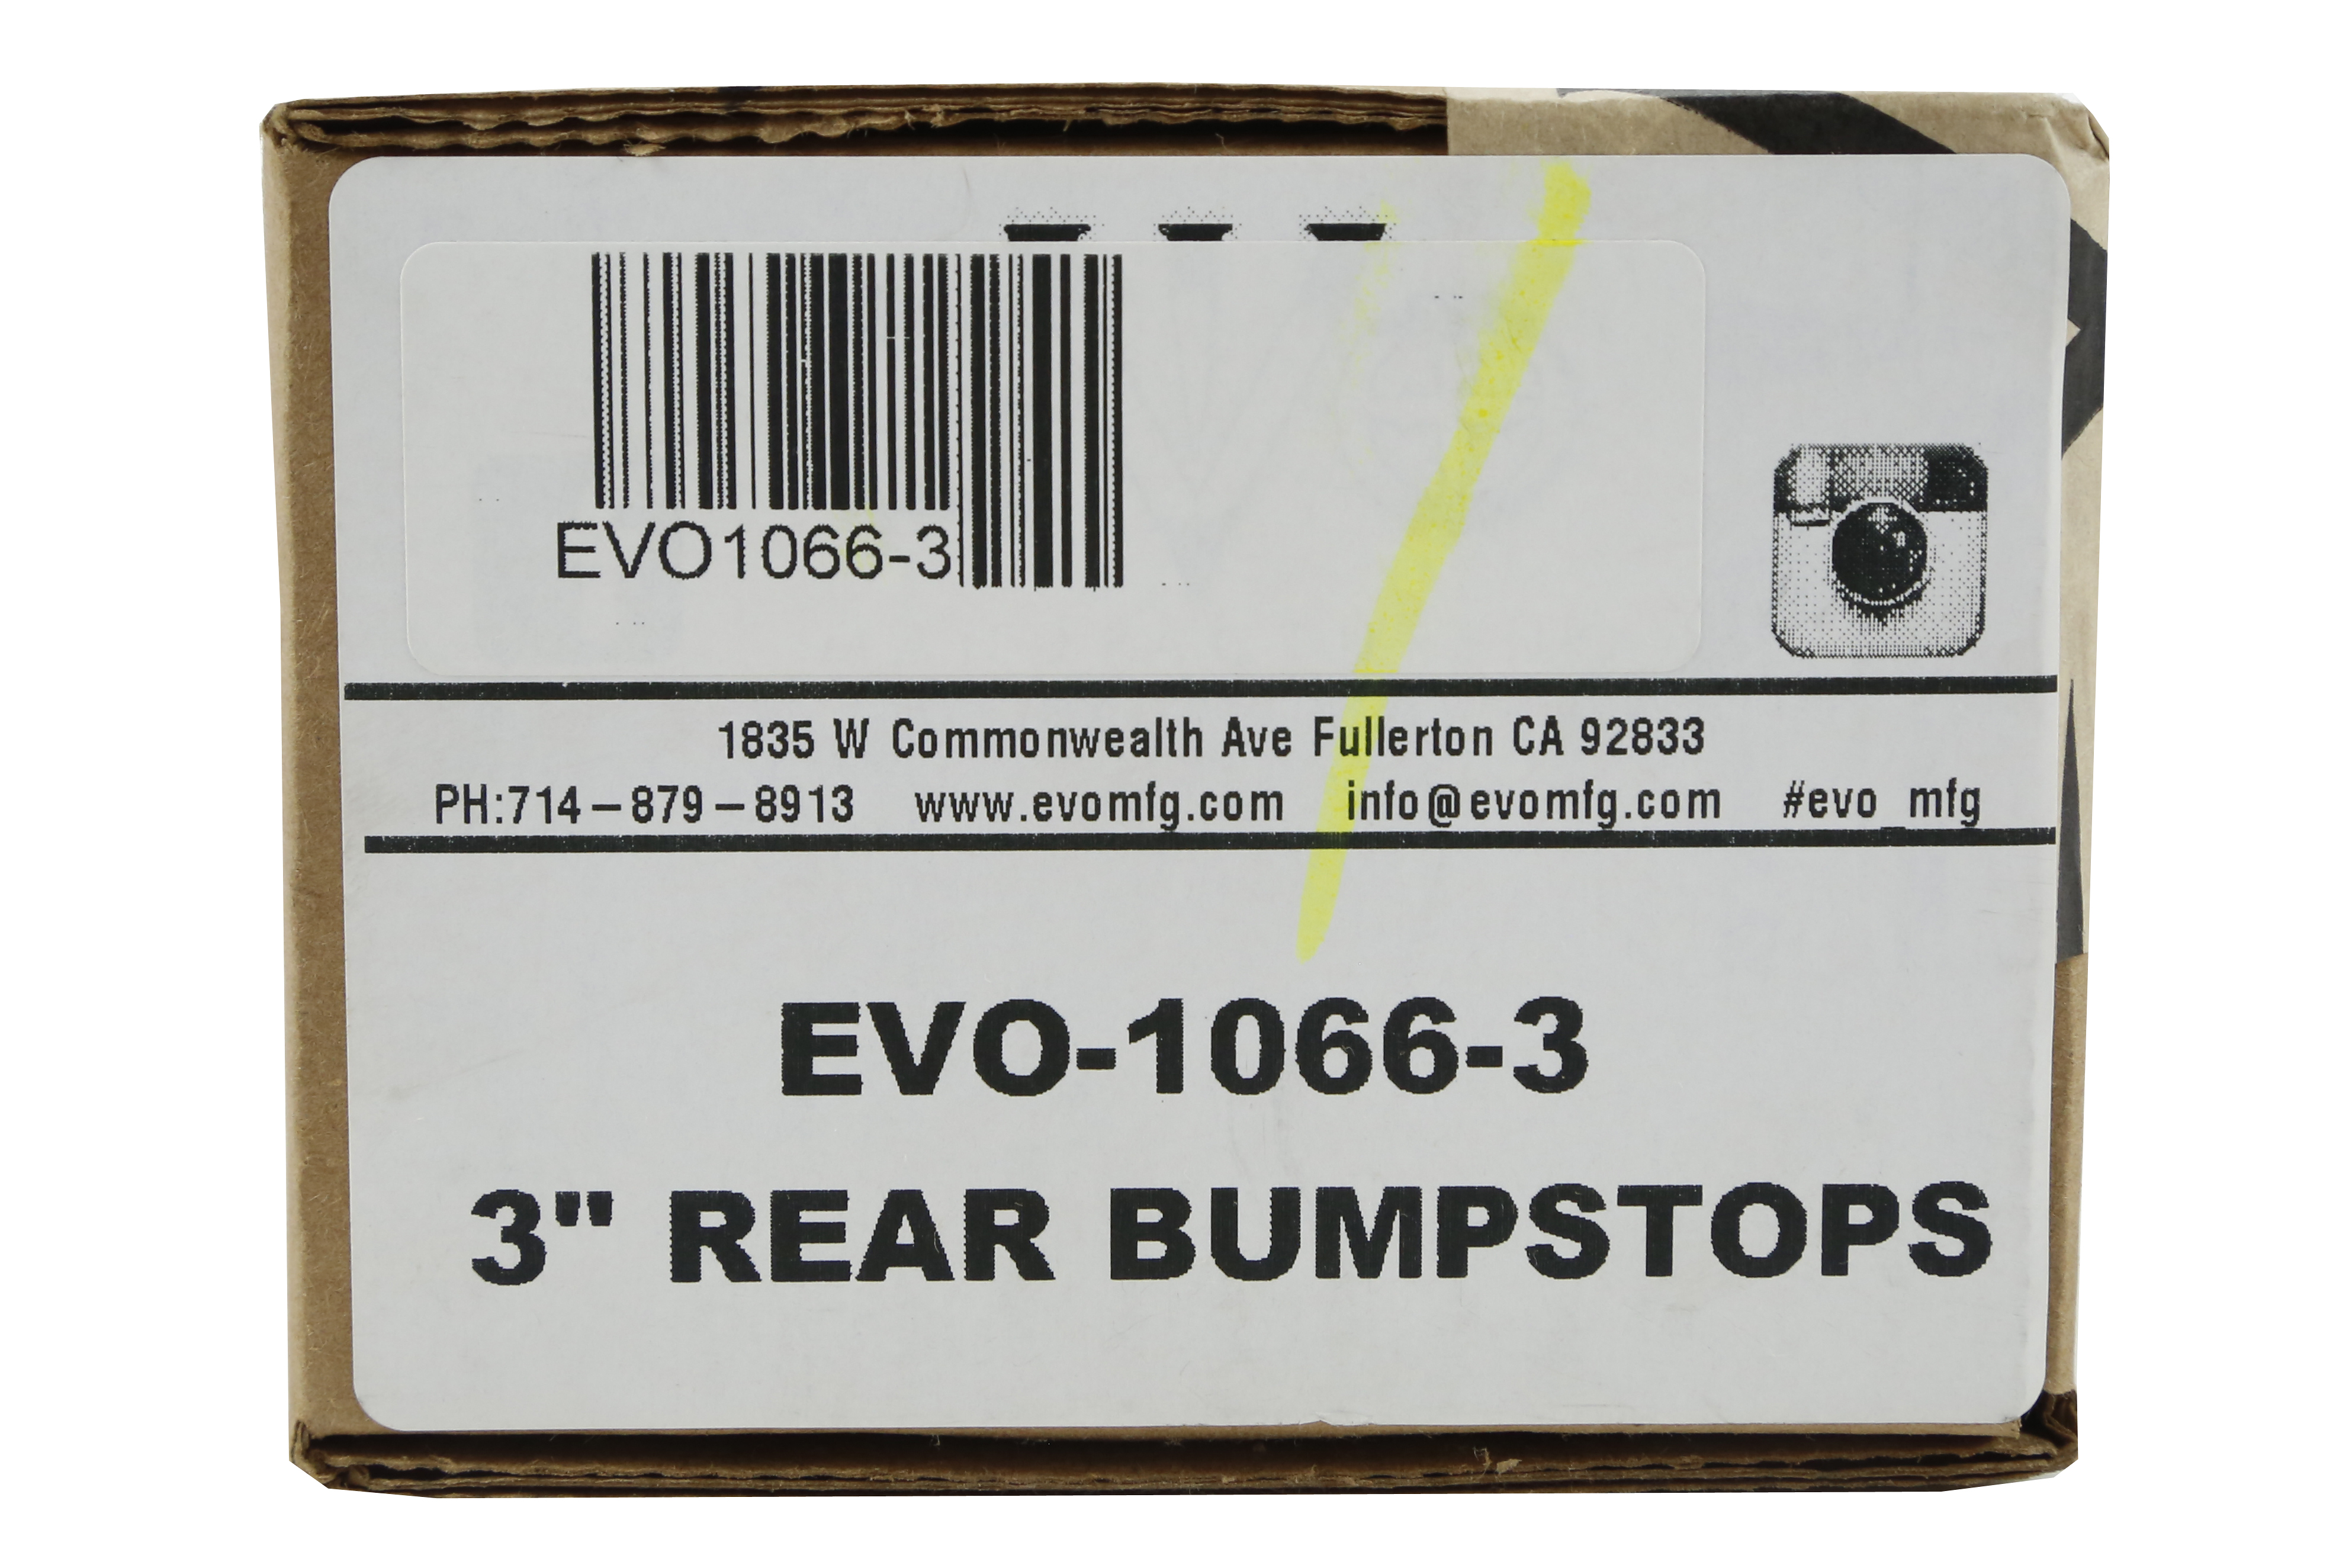 EVO1066-3
1835 W Commonwealth Ave Fullerton CA 92833
PH:714-879-8913 www.evomfg.com info@evomfg.com #evo_mfg
EVO-1066-3
3" REAR BUMPSTOPS